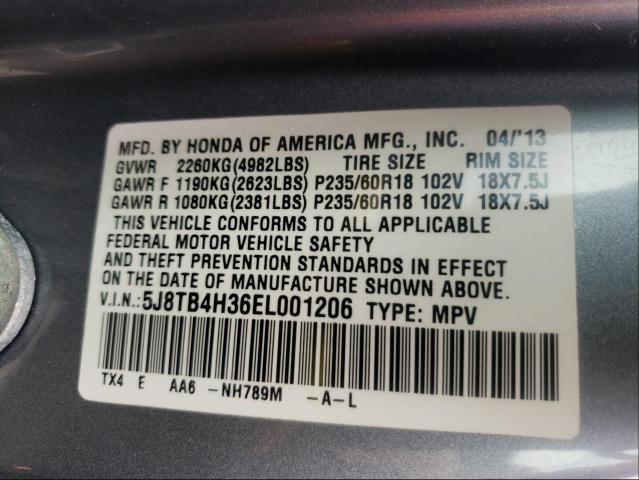 MFD. BY HONDA OF AMERICA MFG., INC. 04/'13
GVWR 2260KG(4982LBS) TIRE SIZE RIM SIZE
GAWR F 1190KG(2623LBS) P235/60R18 102V 18X7.5J
GAWR R 1080KG(2381LBS) P235/60R18 102V 18X7.5J
THIS VEHICLE CONFORMS TO ALL APPLICABLE
FEDERAL MOTOR VEHICLE SAFETY
AND THEFT PREVENTION STANDARDS IN EFFECT
ON THE DATE OF MANUFACTURE SHOWN ABOVE.
V.I.N.: 5J8TB4H36EL001206 TYPE: MPV
TX4 E AA6 -NH789M -A-L